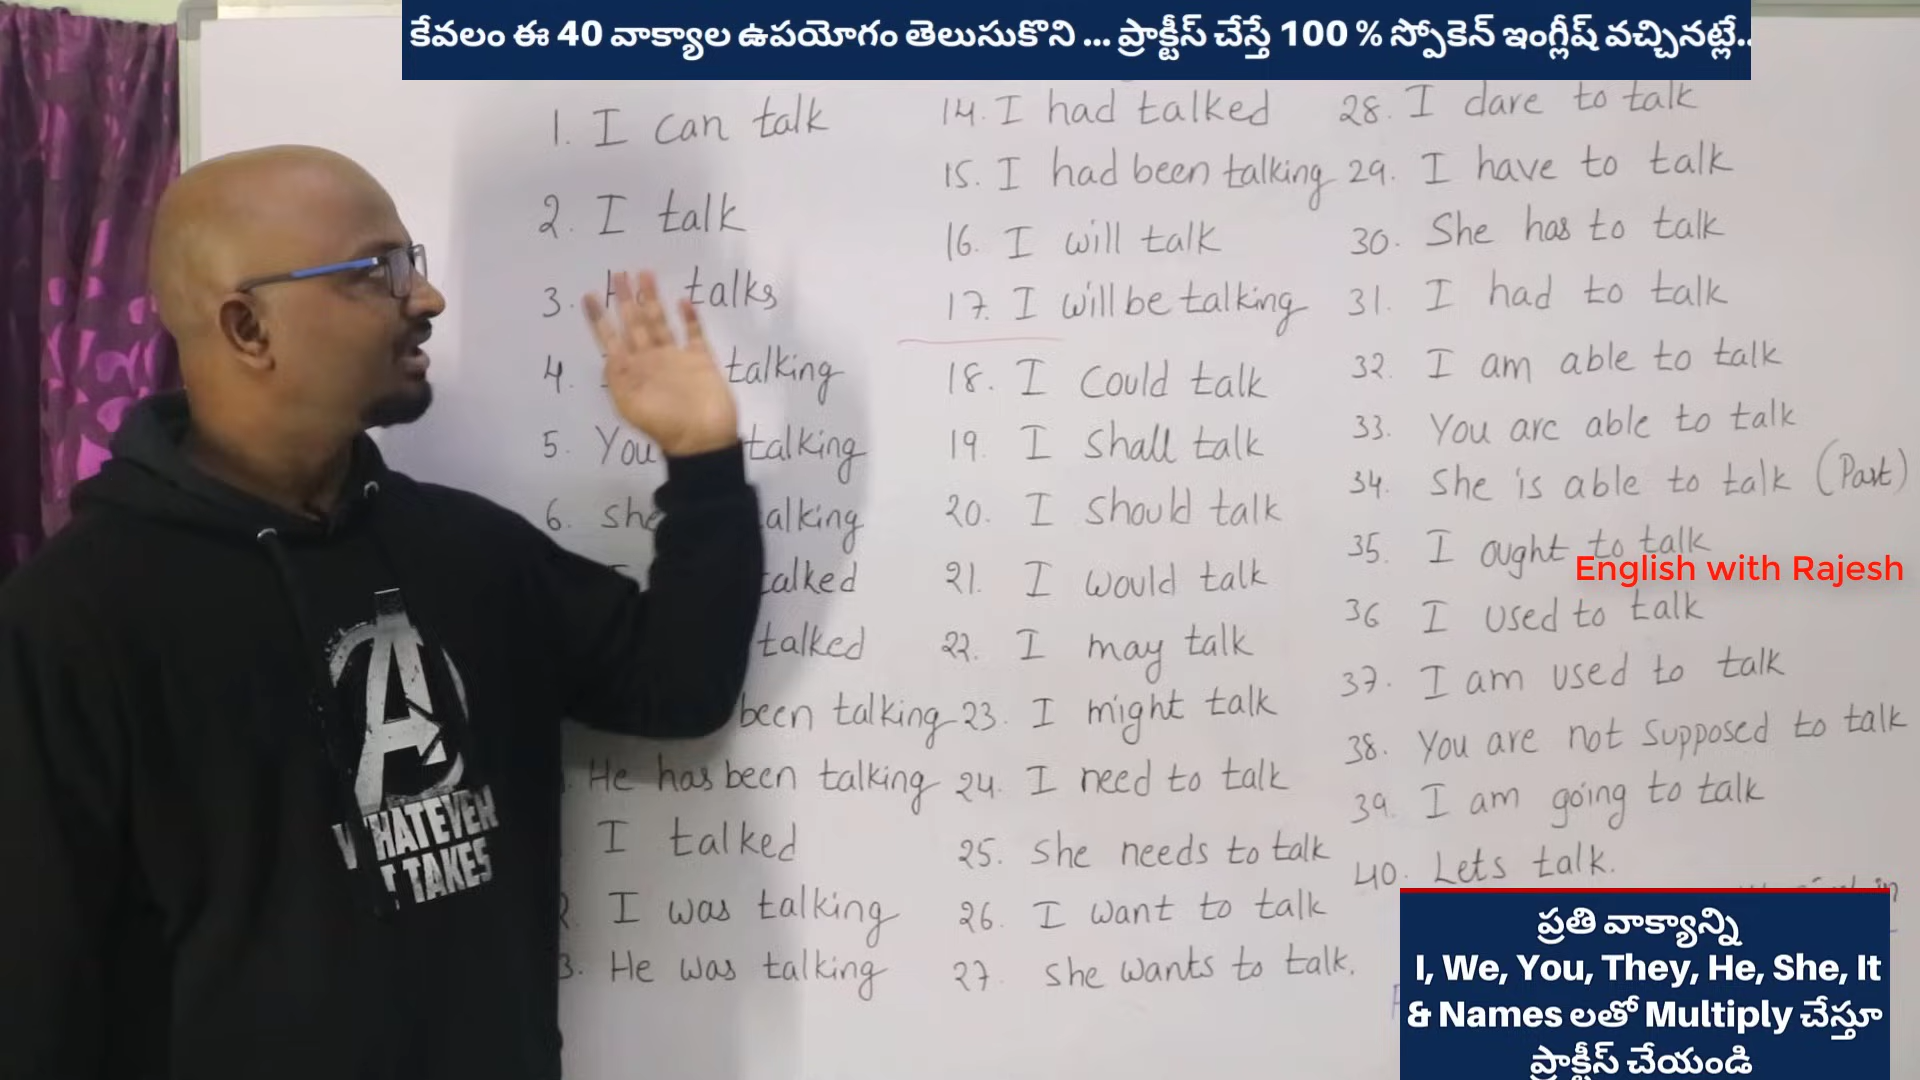 కేవలం ఈ 40 వాక్యాల ఉపయోగం తెలుసుకొని ... ప్రాక్టీస్ చేస్తే 100 % స్పోకెన్ ఇంగ్లీష్ వచ్చినట్లే..
1. I can talk
2. I talk
3. talks
4. talking
5. You talking
6. She talking
talked
talked
been talking
He has been talking
I talked
I was talking
3. He was talking
14. I had talked
15. I had been talking
16. I will talk
17. I will be talking
18. I Could talk
19. I Shall talk
20. I Should talk
21. I would talk
22. I may talk
23. I might talk
24. I need to talk
25. She needs to talk
26. I want to talk
27 She wants to talk.
28. I dare to talk
29. I have to talk
30. She has to talk
31. I had to talk
32. I am able to talk
33. You are able to talk
34. She is able to talk (Past)
35. I ought to talk
English with Rajesh
36 I used to talk
37. I am used to talk
38. You are not Supposed to talk
39. I am going to talk
40. Lets talk.
ప్రతి వాక్యాన్ని
I, We, You, They, He, She, It
& Names లతో Multiply చేస్తూ
ప్రాక్టీస్ చేయండి
WHATEVER
IT TAKES